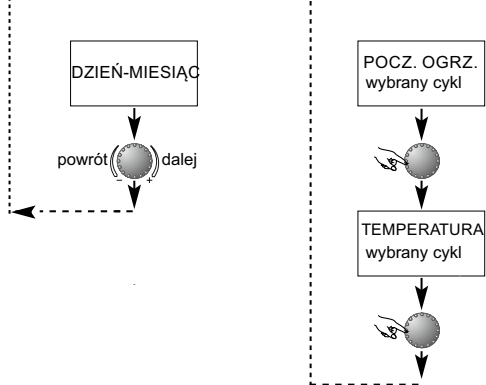 DZIEŃ-MIESIĄC
powrót dalej
- +
POCZ. OGRZ.
wybrany cykl
TEMPERATURA
wybrany cykl